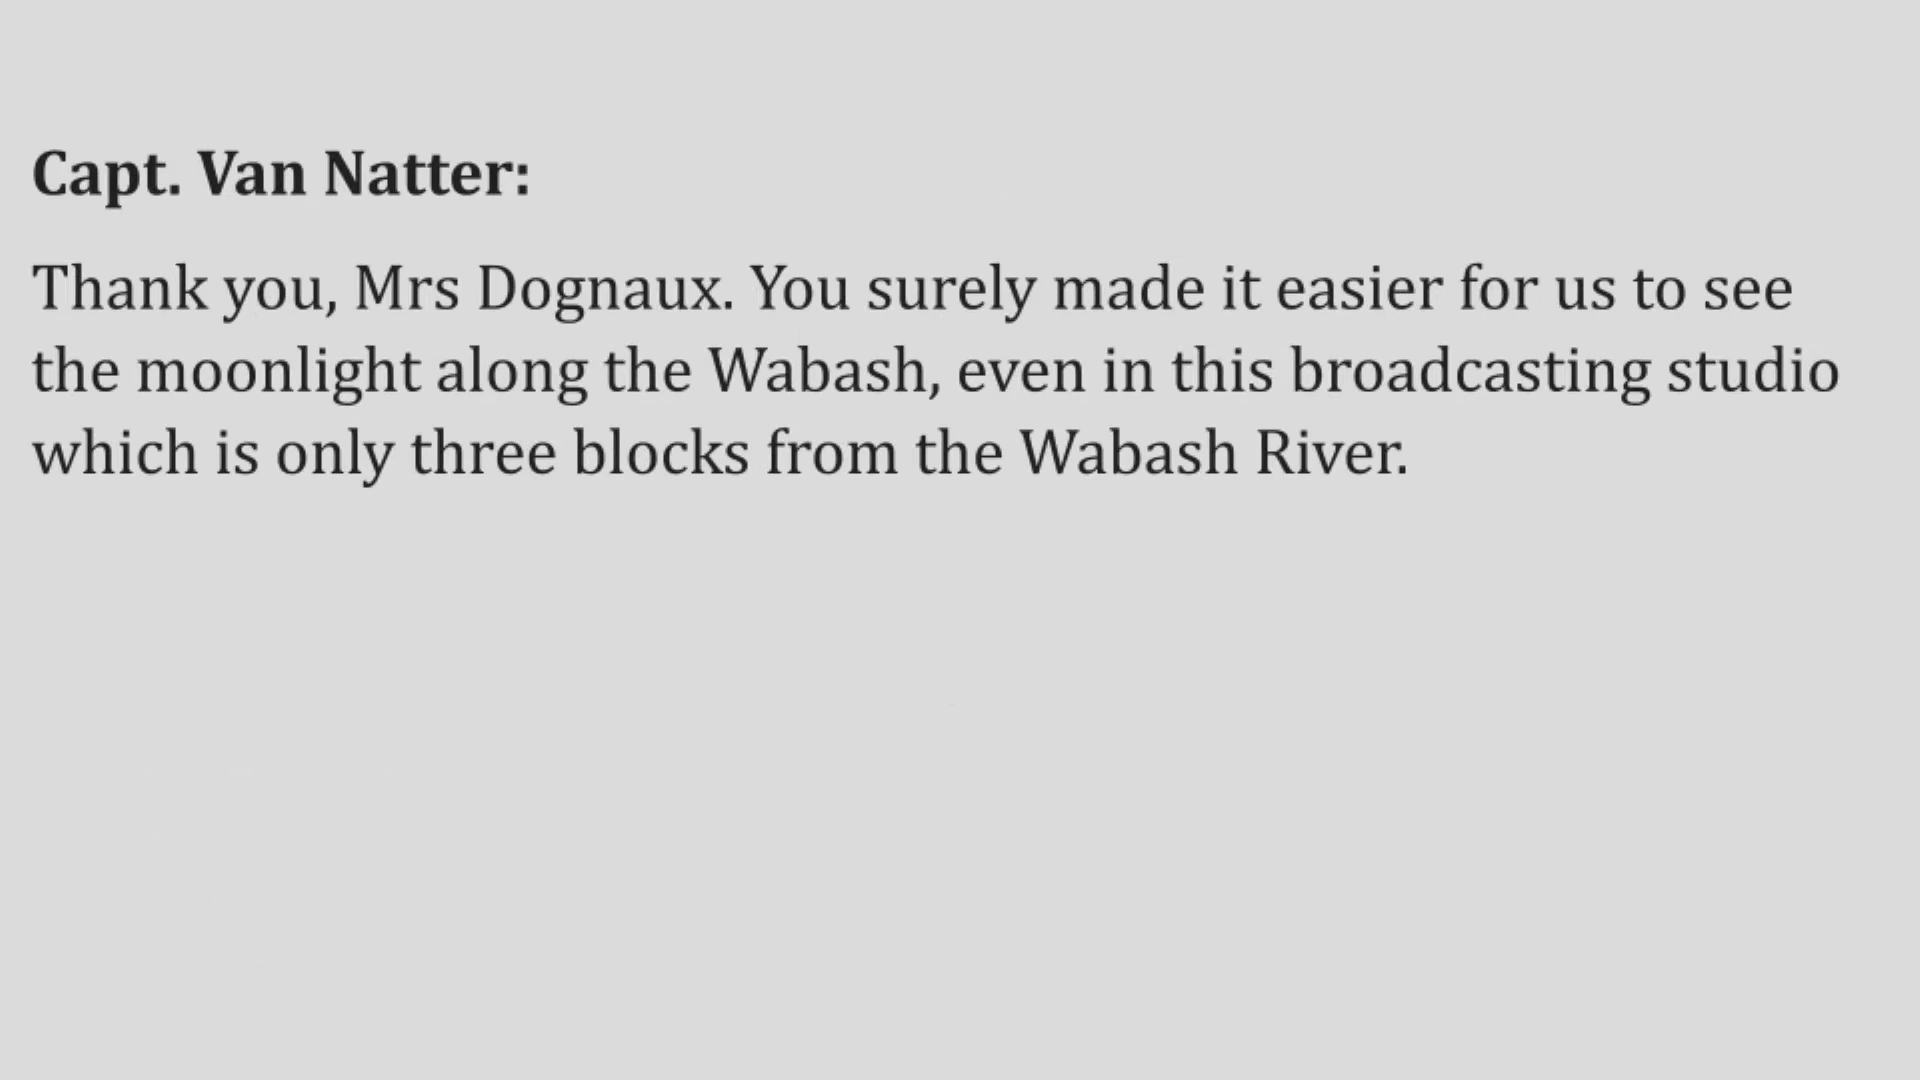 Capt. Van Natter:
Thank you, Mrs Dognaux. You surely made it easier for us to see
the moonlight along the Wabash, even in this broadcasting studio
which is only three blocks from the Wabash River.